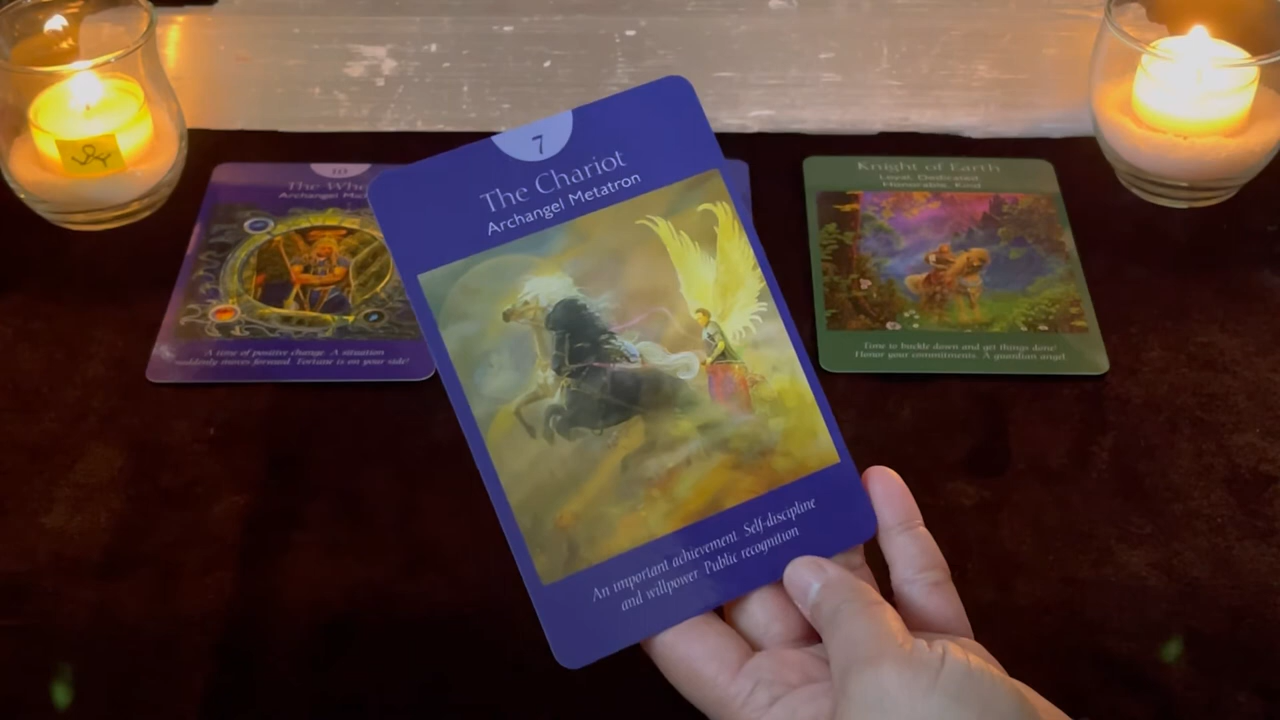 7
The Chariot
Archangel Metatron
An important achievement Self-discipline
and willpower Public recognition
10
The Whe
Archangel
A time of positive change. A situation
suddenly moves forward. Fortune is on your side!
Knight of Earth
Loyal, Dedicated
Honorable, Kind
Time to buckle down and get things done!
Honor your commitments. A guardian angel.